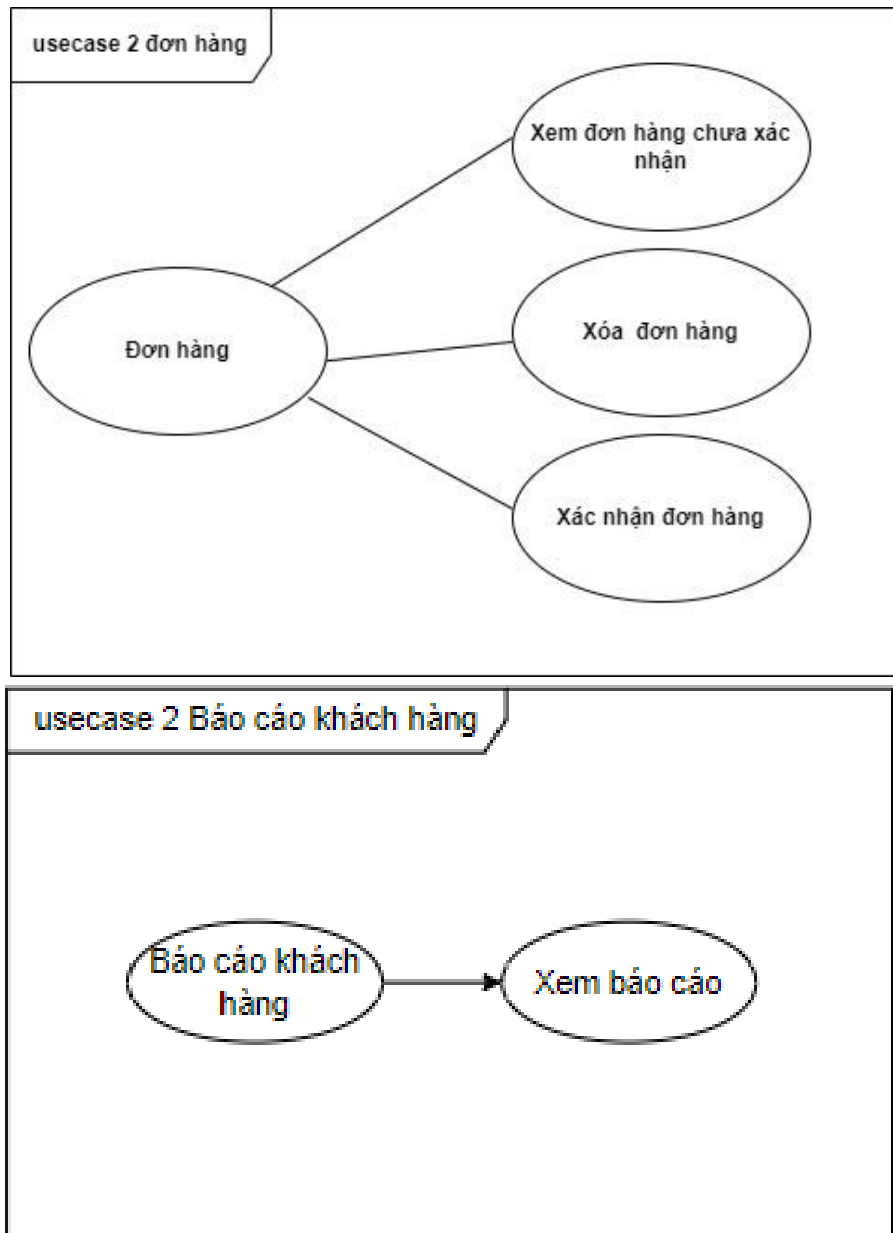 usecase 2 đơn hàng
Xem đơn hàng chưa xác
nhận
Đơn hàng
Xóa đơn hàng
Xác nhận đơn hàng
usecase 2 Báo cáo khách hàng
Báo cáo khách
hàng
Xem báo cáo